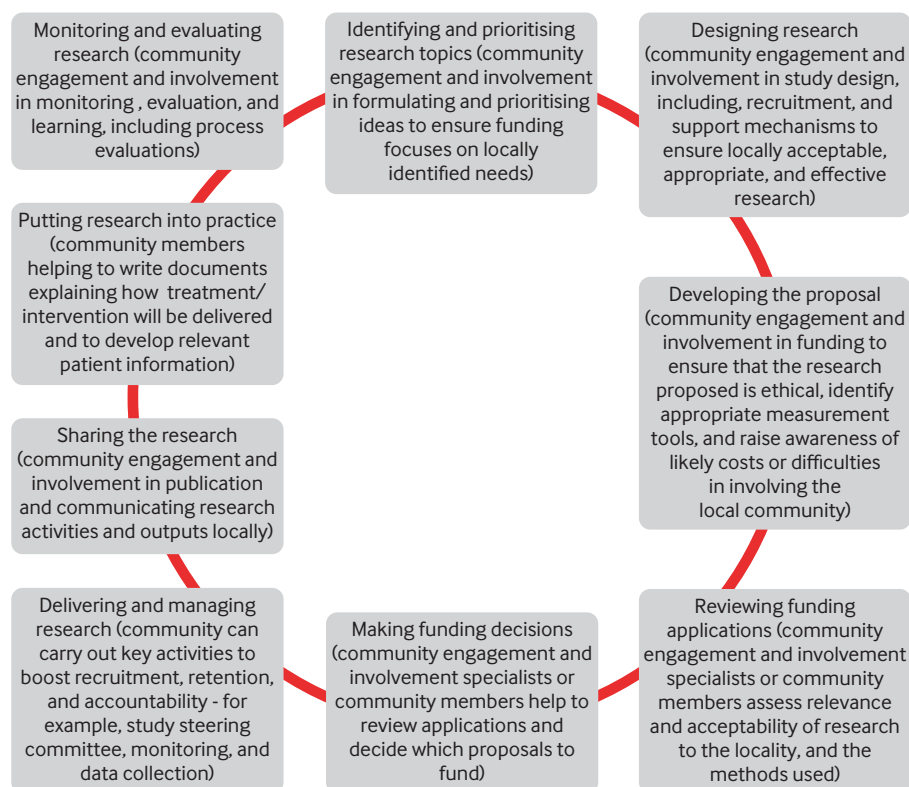 Monitoring and evaluating
research (community
engagement and involvement
in monitoring , evaluation, and
learning, including process
evaluations)
Identifying and prioritising
research topics (community
engagement and involvement
in formulating and prioritising
ideas to ensure funding
focuses on locally
identified needs)
Designing research
(community engagement and
involvement in study design,
including, recruitment, and
support mechanisms to
ensure locally acceptable,
appropriate, and effective
research)
Putting research into practice
(community members
helping to write documents
explaining how treatment/
intervention will be delivered
and to develop relevant
patient information)
Developing the proposal
(community engagement and
involvement in funding to
ensure that the research
proposed is ethical, identify
appropriate measurement
tools, and raise awareness of
likely costs or difficulties
in involving the
local community)
Sharing the research
(community engagement and
involvement in publication
and communicating research
activities and outputs locally)
Delivering and managing
research (community can
carry out key activities to
boost recruitment, retention,
and accountability - for
example, study steering
committee, monitoring, and
data collection)
Making funding decisions
(community engagement and
involvement specialists or
community members help to
review applications and
decide which proposals to
fund)
Reviewing funding
applications (community
engagement and involvement
specialists or community
members assess relevance
and acceptability of research
to the locality, and the
methods used)